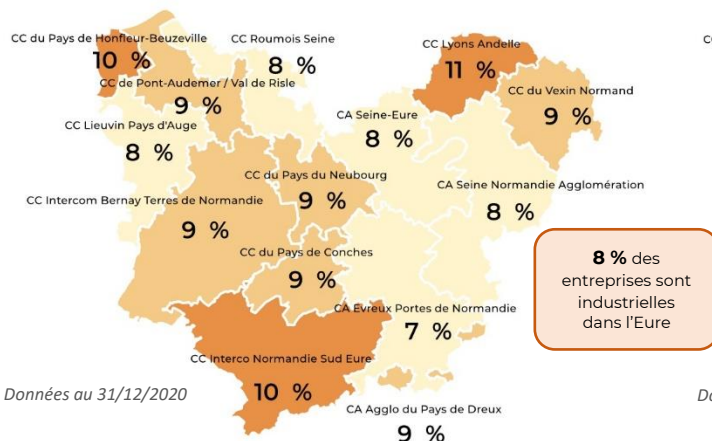 CC du Pays de Honfleur-Beuzeville
10 %
CC Roumois Seine
8 %
CC Lyons Andelle
11 %
CC de Pont-Audemer / Val de Risle
9 %
CC du Vexin Normand
9 %
CC Lieuvin Pays d'Auge
8 %
CA Seine-Eure
8 %
CC du Pays du Neubourg
9 %
CA Seine Normandie Agglomération
8 %
CC Intercom Bernay Terres de Normandie
9 %
CC du Pays de Conches
9 %
8 % des
entreprises sont
industrielles
dans l'Eure
CA Evreux Portes de Normandie
7 %
CC Interco Normandie Sud Eure
10 %
Données au 31/12/2020
CA Agglo du Pays de Dreux
9 %